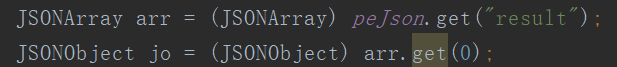 JSONArray arr = (JSONArray) peJson.get("result");
JSONObject jo = (JSONObject) arr.get(0);